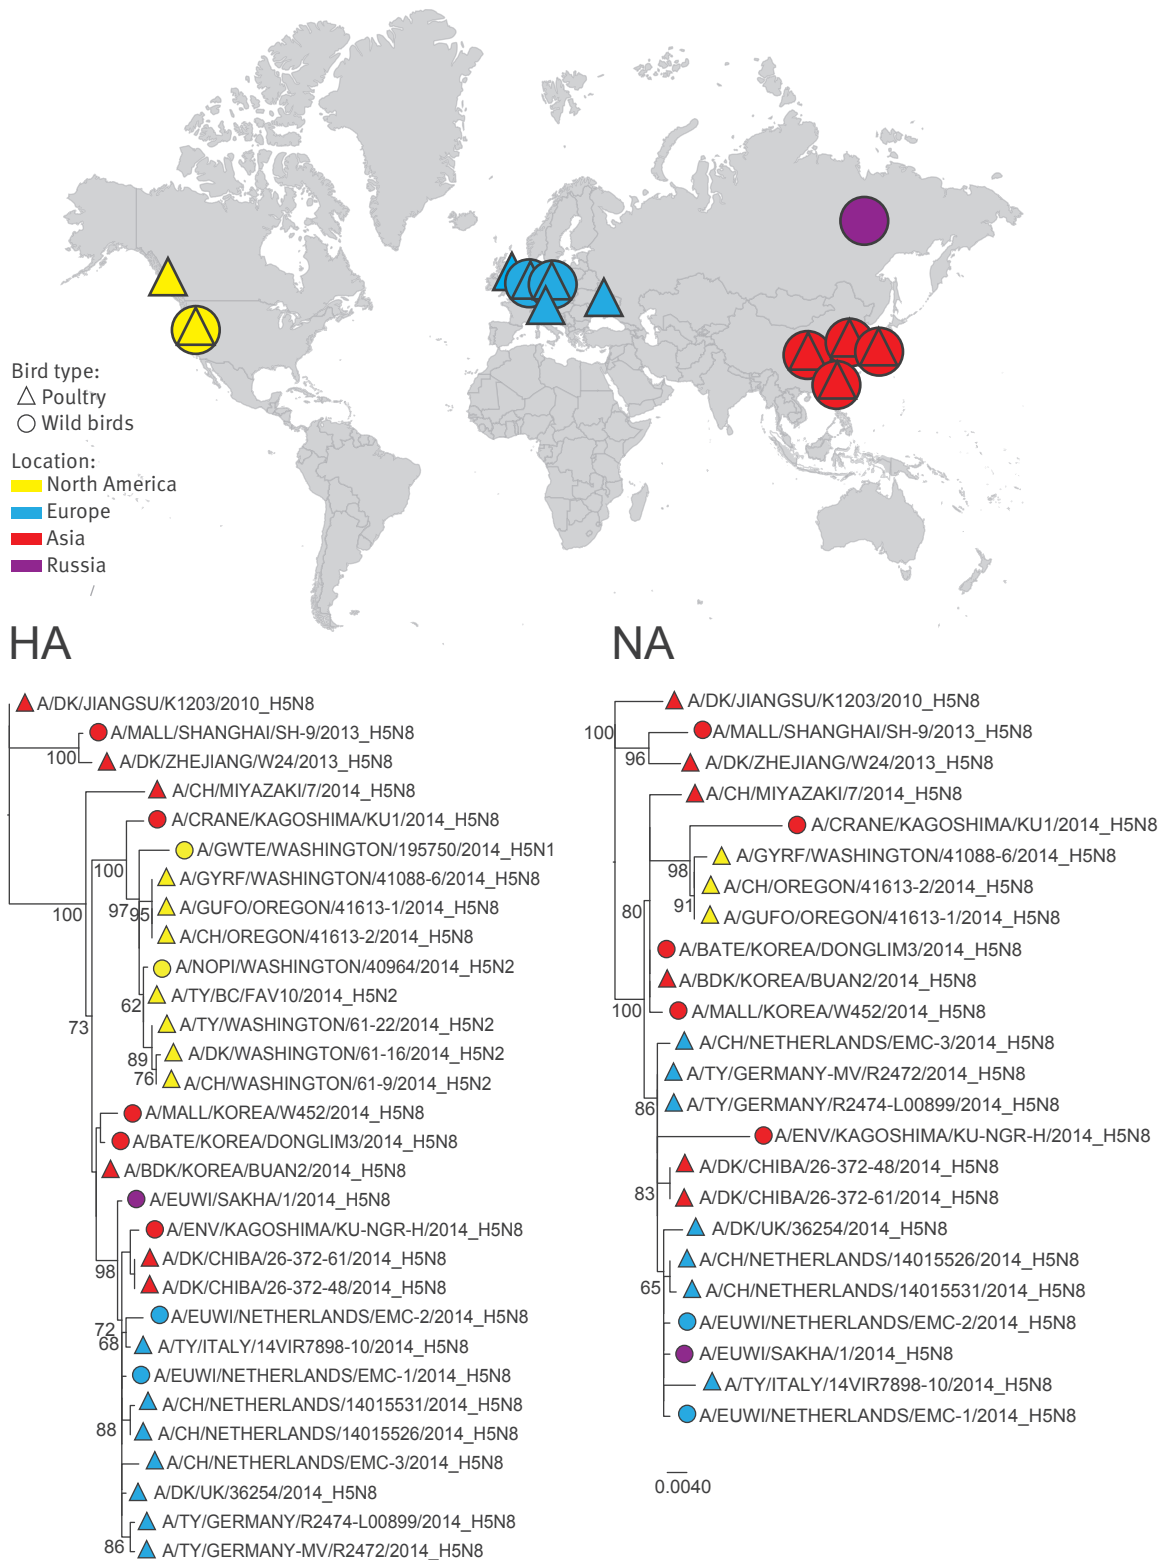 Bird type:
Poultry
Wild birds
Location:
North America
Europe
Asia
Russia
HA
A/DK/JIANGSU/K1203/2010_H5N8
A/MALL/SHANGHAI/SH-9/2013_H5N8
100
A/DK/ZHEJIANG/W24/2013_H5N8
A/CH/MIYAZAKI/7/2014_H5N8
A/CRANE/KAGOSHIMA/KU1/2014_H5N8
A/GWTE/WASHINGTON/195750/2014_H5N1
100
A/GYRF/WASHINGTON/41088-6/2014_H5N8
100
97
95
A/GUFO/OREGON/41613-1/2014_H5N8
A/CH/OREGON/41613-2/2014_H5N8
A/NOPI/WASHINGTON/40964/2014_H5N2
A/TY/BC/FAV10/2014_H5N2
62
A/TY/WASHINGTON/61-22/2014_H5N2
73
A/DK/WASHINGTON/61-16/2014_H5N2
89
76
A/CH/WASHINGTON/61-9/2014_H5N2
A/MALL/KOREA/W452/2014_H5N8
A/BATE/KOREA/DONGLIM3/2014_H5N8
A/BDK/KOREA/BUAN2/2014_H5N8
A/EUWI/SAKHA/1/2014_H5N8
A/ENV/KAGOSHIMA/KU-NGR-H/2014_H5N8
A/DK/CHIBA/26-372-61/2014_H5N8
98
A/DK/CHIBA/26-372-48/2014_H5N8
A/EUWI/NETHERLANDS/EMC-2/2014_H5N8
72
68
A/TY/ITALY/14VIR7898-10/2014_H5N8
A/EUWI/NETHERLANDS/EMC-1/2014_H5N8
A/CH/NETHERLANDS/14015531/2014_H5N8
88
A/CH/NETHERLANDS/14015526/2014_H5N8
A/CH/NETHERLANDS/EMC-3/2014_H5N8
A/DK/UK/36254/2014_H5N8
A/TY/GERMANY/R2474-L00899/2014_H5N8
86
A/TY/GERMANY-MV/R2472/2014_H5N8
NA
A/DK/JIANGSU/K1203/2010_H5N8
100
A/MALL/SHANGHAI/SH-9/2013_H5N8
96
A/DK/ZHEJIANG/W24/2013_H5N8
A/CH/MIYAZAKI/7/2014_H5N8
A/CRANE/KAGOSHIMA/KU1/2014_H5N8
A/GYRF/WASHINGTON/41088-6/2014_H5N8
98
A/CH/OREGON/41613-2/2014_H5N8
91
80
A/GUFO/OREGON/41613-1/2014_H5N8
A/BATE/KOREA/DONGLIM3/2014_H5N8
A/BDK/KOREA/BUAN2/2014_H5N8
100
A/MALL/KOREA/W452/2014_H5N8
A/CH/NETHERLANDS/EMC-3/2014_H5N8
A/TY/GERMANY-MV/R2472/2014_H5N8
86
A/TY/GERMANY/R2474-L00899/2014_H5N8
A/ENV/KAGOSHIMA/KU-NGR-H/2014_H5N8
A/DK/CHIBA/26-372-48/2014_H5N8
83
A/DK/CHIBA/26-372-61/2014_H5N8
A/DK/UK/36254/2014_H5N8
A/CH/NETHERLANDS/14015526/2014_H5N8
65
A/CH/NETHERLANDS/14015531/2014_H5N8
A/EUWI/NETHERLANDS/EMC-2/2014_H5N8
A/EUWI/SAKHA/1/2014_H5N8
A/TY/ITALY/14VIR7898-10/2014_H5N8
A/EUWI/NETHERLANDS/EMC-1/2014_H5N8
0.0040